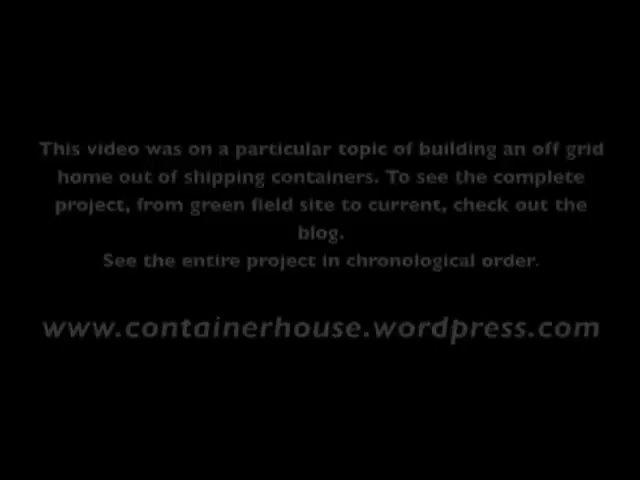 This video was on a particular topic of building an off grid
home out of shipping containers. To see the complete
project, from green field site to current, check out the
blog.
See the entire project in chronological order.
www.containerhouse.wordpress.com